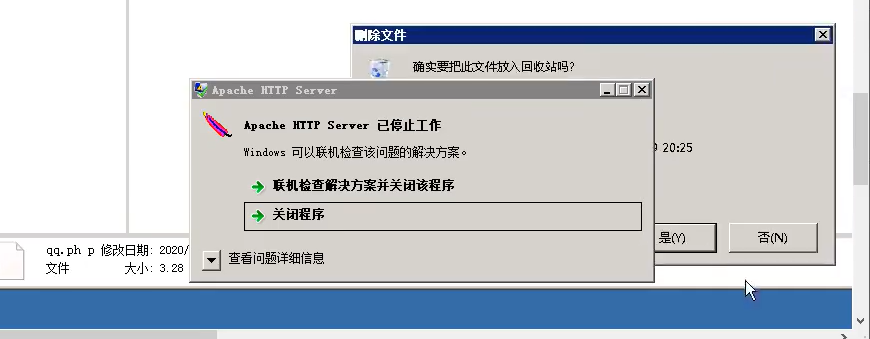 删除文件
确实要把此文件放入回收站吗?
Apache HTTP Server
Apache HTTP Server 已停止工作
Windows 可以联机检查该问题的解决方案。
20:25
联机检查解决方案并关闭该程序
关闭程序
是(Y)
否(N)
qq.ph p 修改日期: 2020/
查看问题详细信息
文件 大小: 3.28